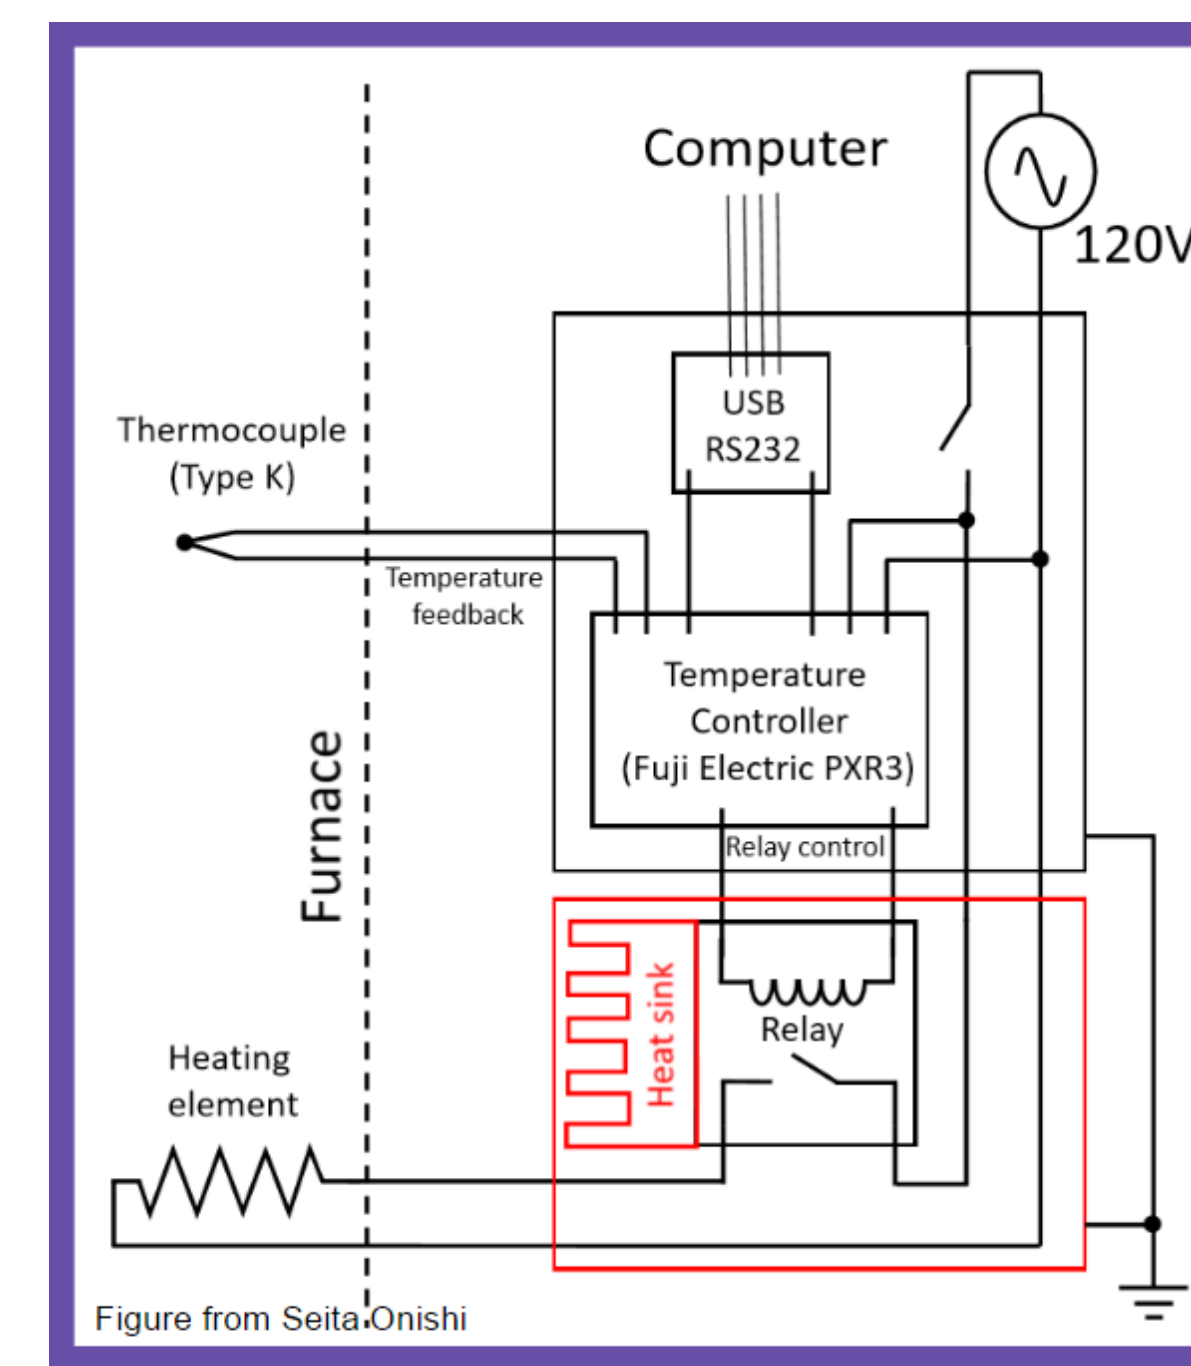 Computer
120V
USB
RS232
Thermocouple
(Type K)
Temperature
feedback
Temperature
Controller
(Fuji Electric PXR3)
Furnace
Relay control
Heat sink
Relay
Heating
element
Figure from Seita Onishi